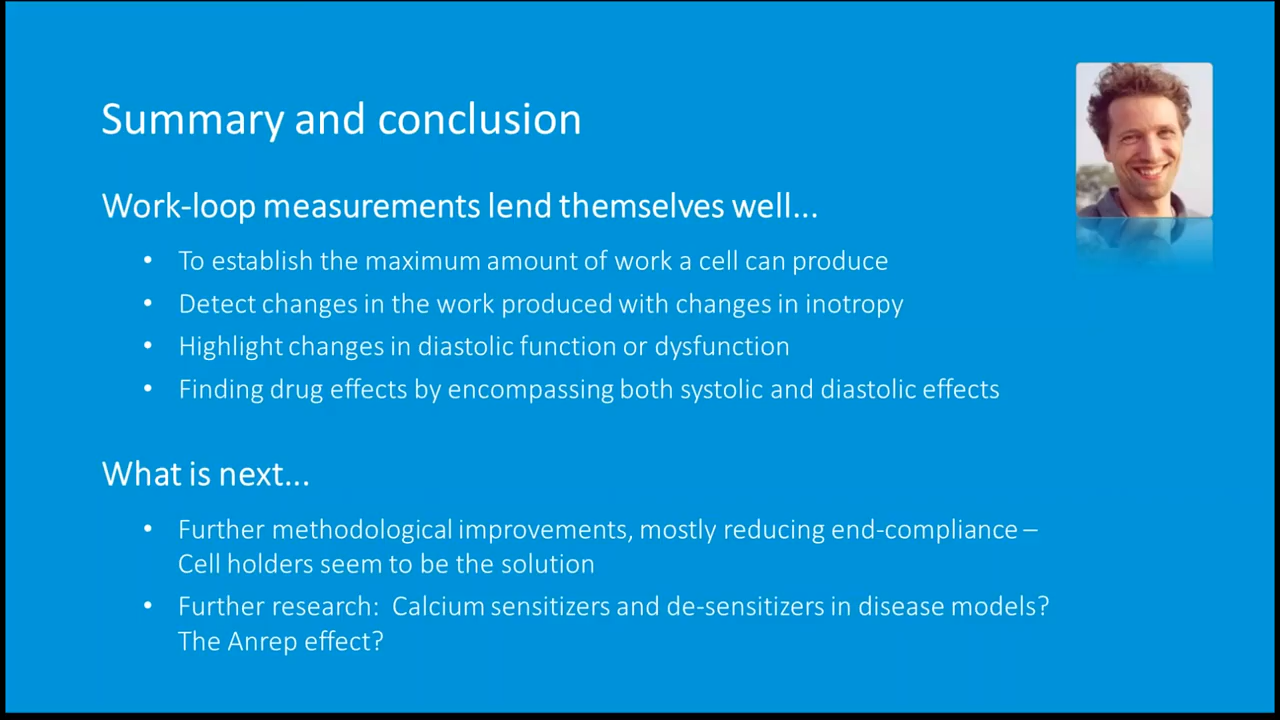 Summary and conclusion
Work-loop measurements lend themselves well...
• To establish the maximum amount of work a cell can produce
• Detect changes in the work produced with changes in inotropy
• Highlight changes in diastolic function or dysfunction
• Finding drug effects by encompassing both systolic and diastolic effects
What is next...
• Further methodological improvements, mostly reducing end-compliance –
Cell holders seem to be the solution
• Further research:  Calcium sensitizers and de-sensitizers in disease models?
The Anrep effect?